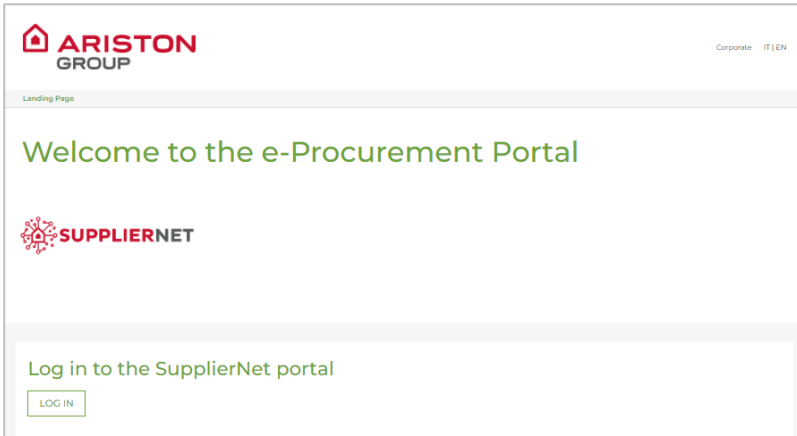 ARISTON
GROUP
Corporate IT | EN
Landing Page
Welcome to the e-Procurement Portal
SUPPLIERNET
Log in to the SupplierNet portal
LOG IN